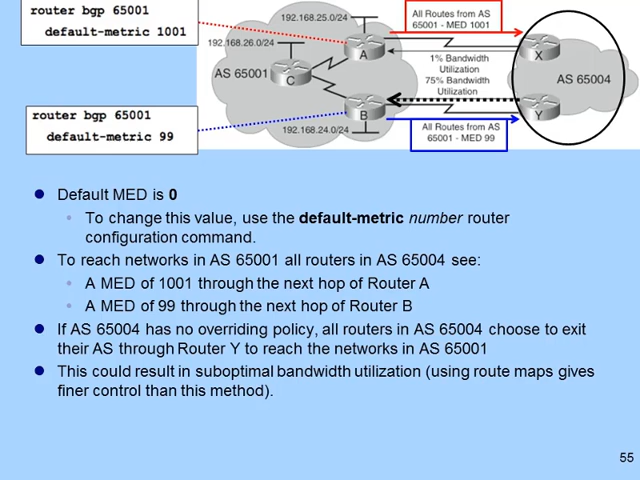 router bgp 65001
default-metric 1001
router bgp 65001
default-metric 99
192.168.25.0/24
192.168.26.0/24
AS 65001
A
C
B
192.168.24.0/24
All Routes from AS
65001 - MED 1001
1% Bandwidth
Utilization
75% Bandwidth
Utilization
All Routes from AS
65001 - MED 99
X
AS 65004
Y
Default MED is 0
To change this value, use the default-metric number router
configuration command.
To reach networks in AS 65001 all routers in AS 65004 see:
A MED of 1001 through the next hop of Router A
A MED of 99 through the next hop of Router B
If AS 65004 has no overriding policy, all routers in AS 65004 choose to exit
their AS through Router Y to reach the networks in AS 65001
This could result in suboptimal bandwidth utilization (using route maps gives
finer control than this method).
55